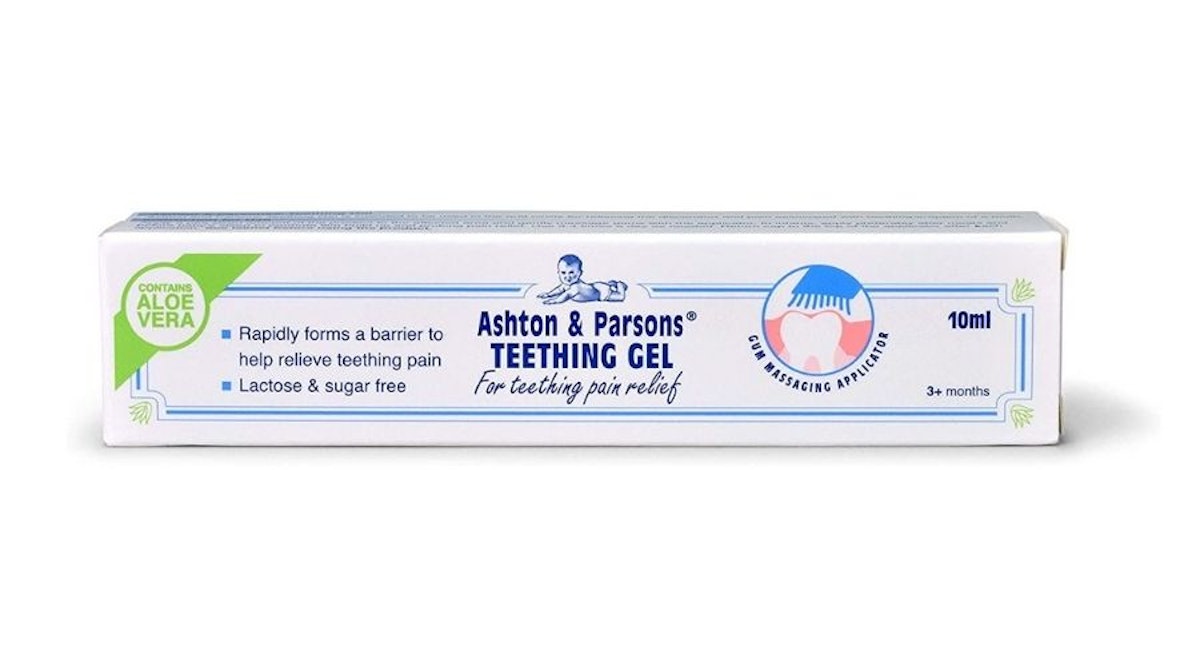 CONTAINS
ALOE
VERA
Rapidly forms a barrier to
help relieve teething pain
Lactose & sugar free
Ashton & Parsons®
TEETHING GEL
For teething pain relief
GUM MASSAGING APPLICATOR
10ml
3+ months